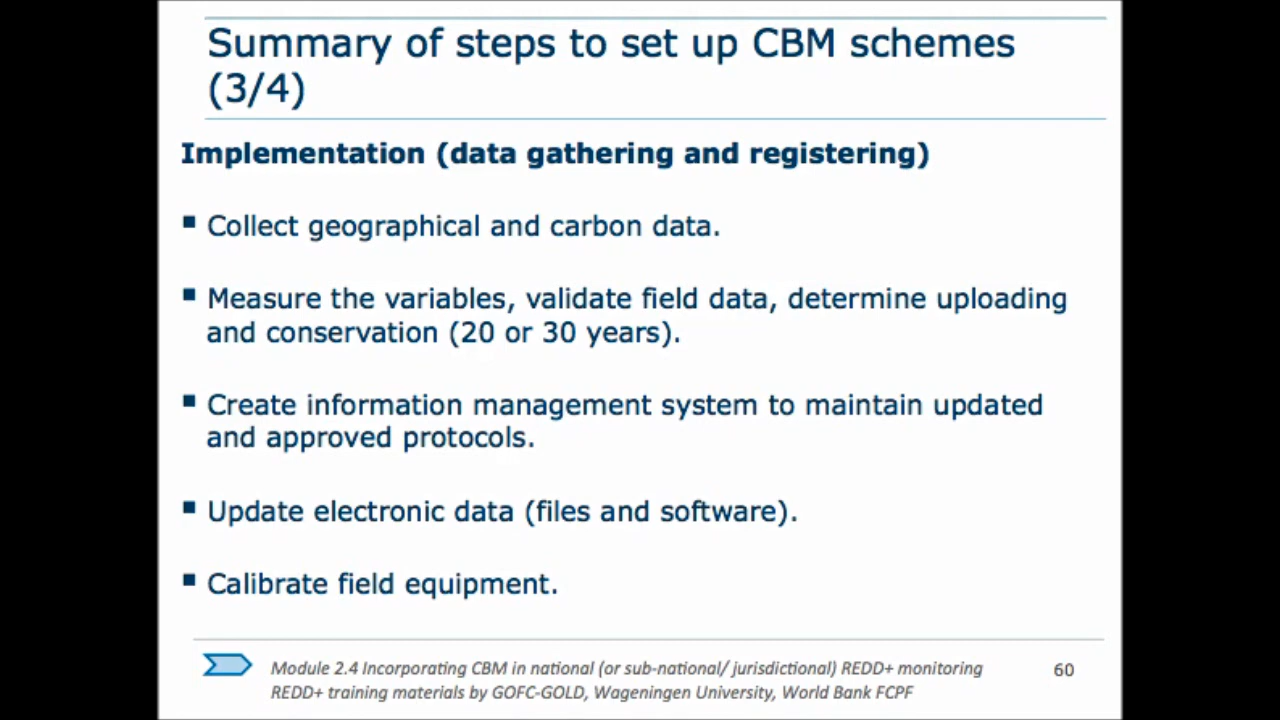 Summary of steps to set up CBM schemes
(3/4)
Implementation (data gathering and registering)
▪ Collect geographical and carbon data.
▪ Measure the variables, validate field data, determine uploading
and conservation (20 or 30 years).
▪ Create information management system to maintain updated
and approved protocols.
▪ Update electronic data (files and software).
▪ Calibrate field equipment.
Module 2.4 Incorporating CBM in national (or sub-national/ jurisdictional) REDD+ monitoring
REDD+ training materials by GOFC-GOLD, Wageningen University, World Bank FCPF
60